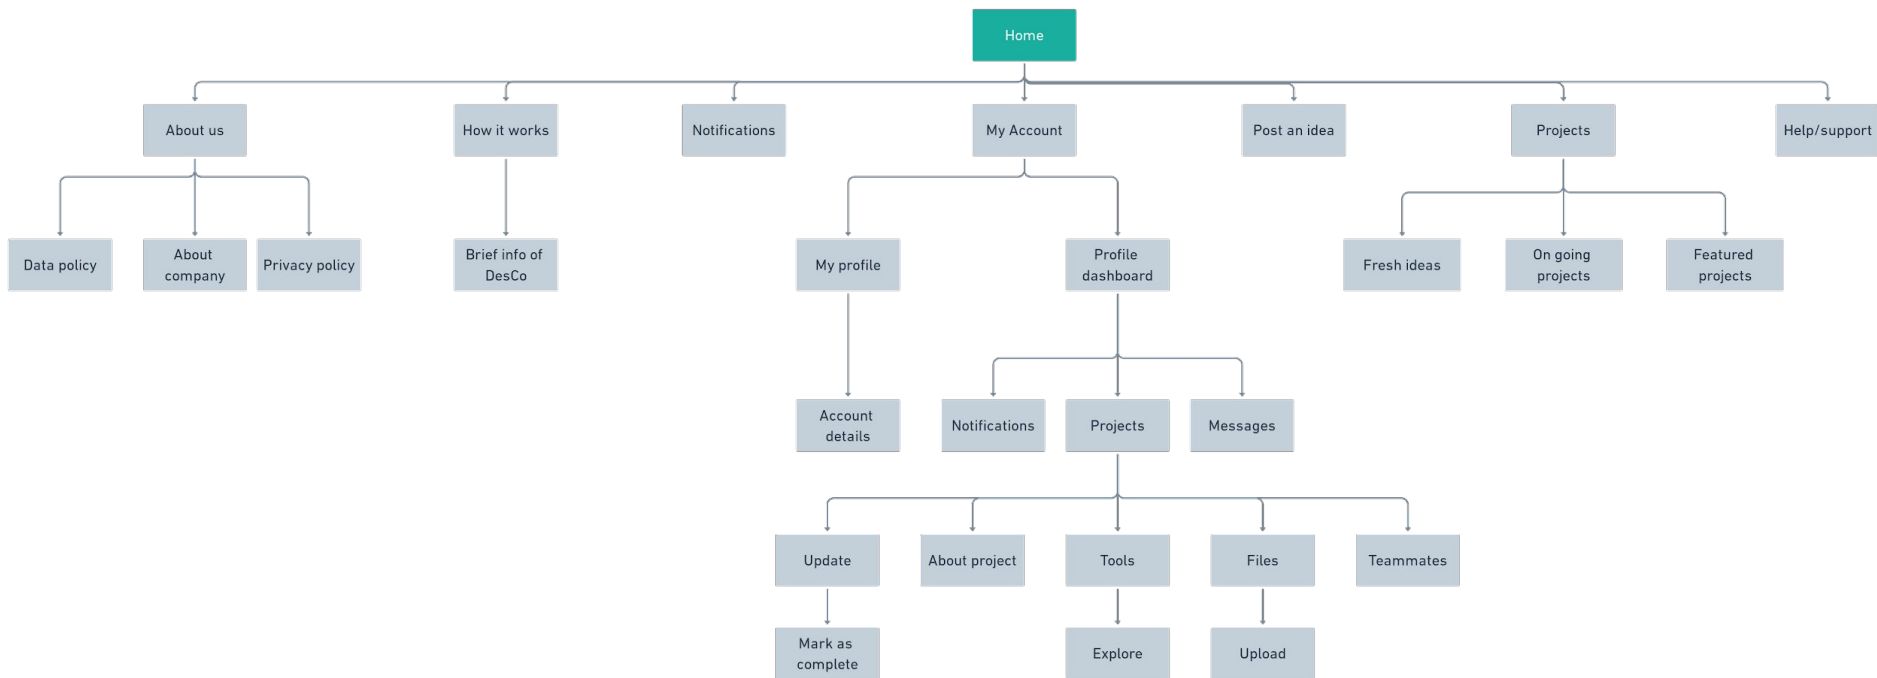 Home
About us
How it works
Notifications
My Account
Post an idea
Projects
Help/support
Data policy
About
company
Privacy policy
Brief info of
DesCo
My profile
Profile
dashboard
Fresh ideas
On going
projects
Featured
projects
Account
details
Notifications
Projects
Messages
Update
About project
Tools
Files
Teammates
Mark as
complete
Explore
Upload